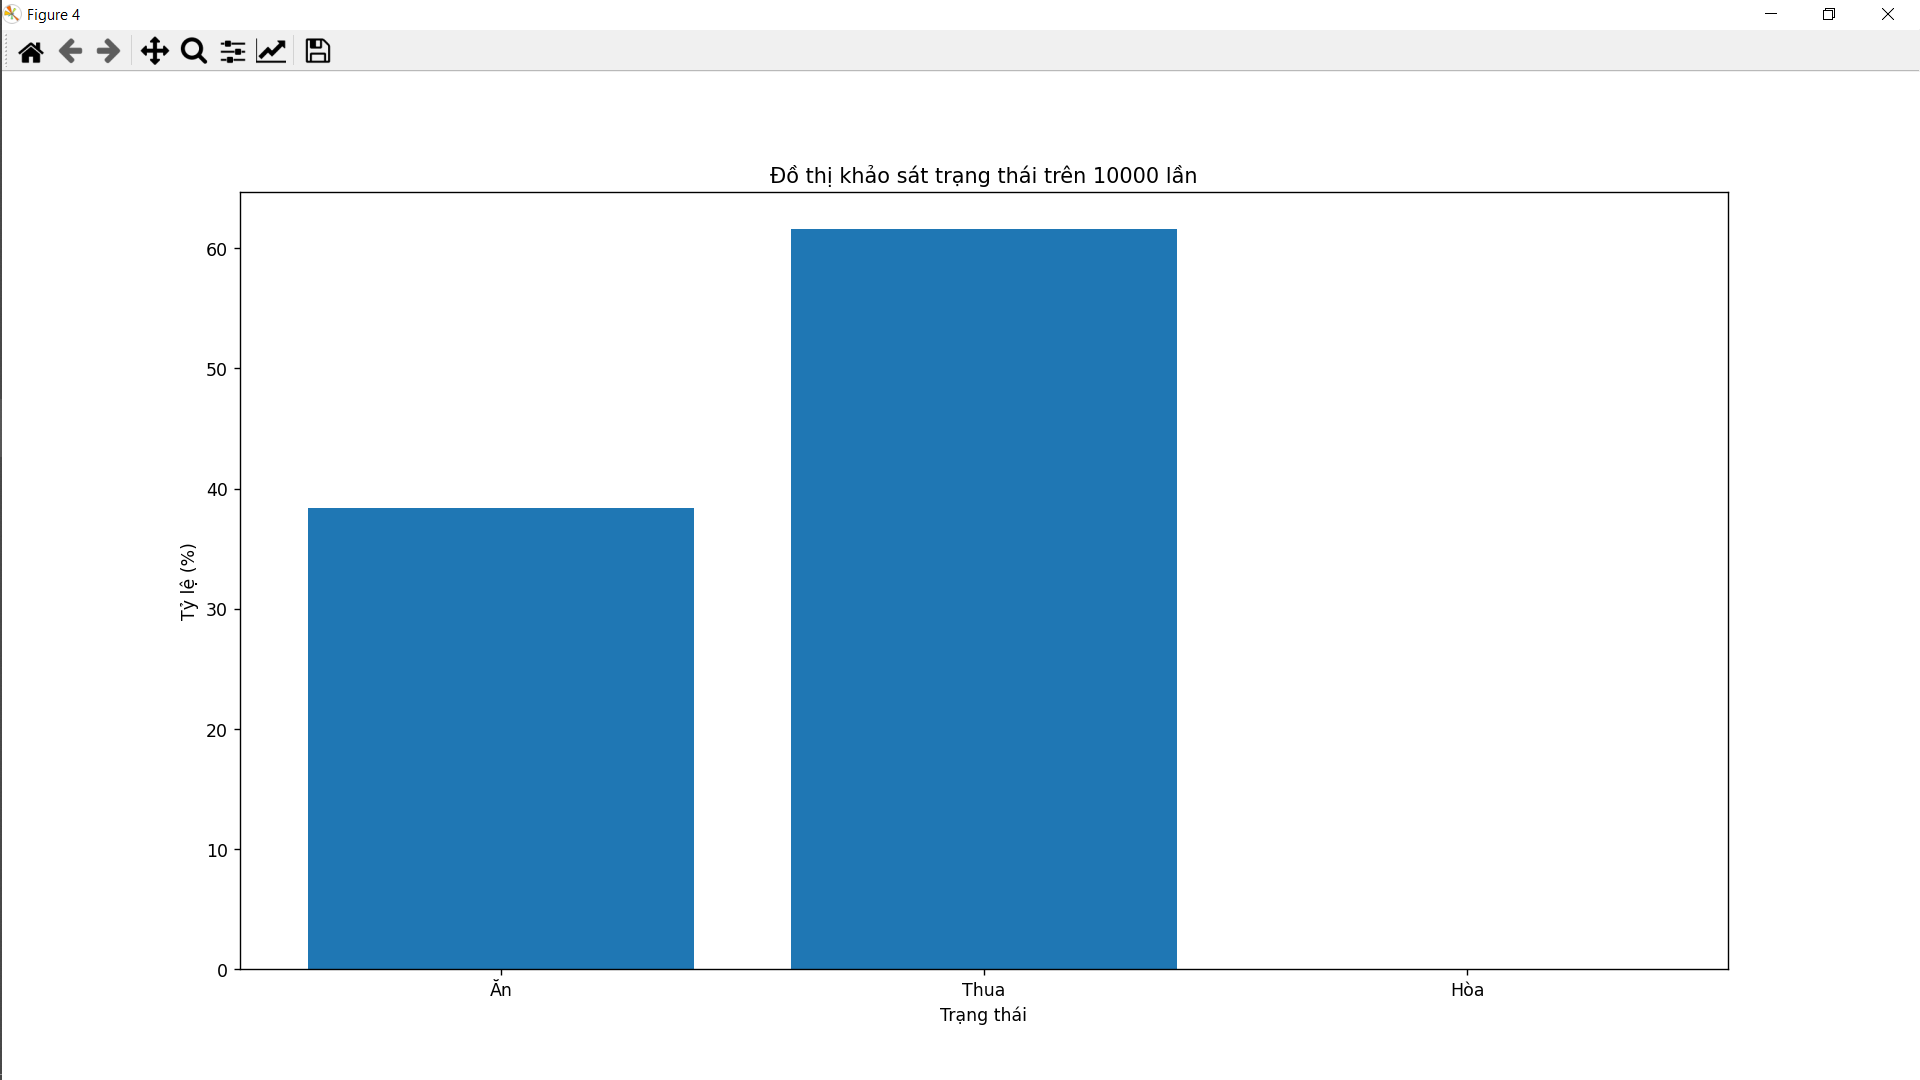 Figure 4
Đồ thị khảo sát trạng thái trên 10000 lần
60
50
40
30
20
10
0
Tỷ lệ (%)
Ăn
Thua
Hòa
Trạng thái